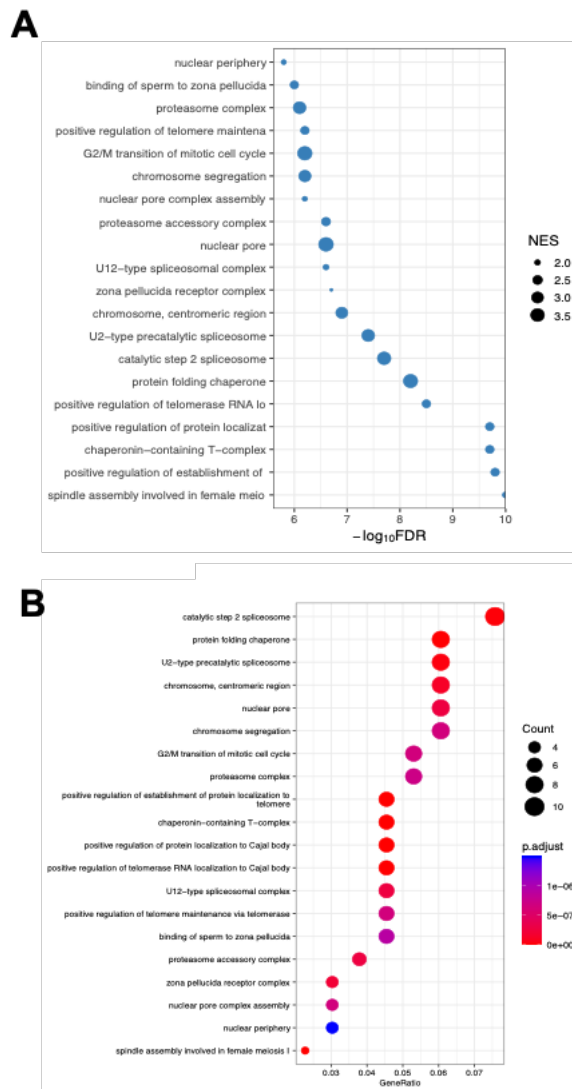 A
nuclear periphery
binding of sperm to zona pellucida
proteasome complex
positive regulation of telomere maintena
G2/M transition of mitotic cell cycle
chromosome segregation
nuclear pore complex assembly
proteasome accessory complex
nuclear pore
U12-type spliceosomal complex
zona pellucida receptor complex
chromosome, centromeric region
U2-type precatalytic spliceosome
catalytic step 2 spliceosome
protein folding chaperone
positive regulation of telomerase RNA lo
positive regulation of protein localizat
chaperonin-containing T-complex
positive regulation of establishment of
spindle assembly involved in female meio
6 7 8 9 10
−log₁₀FDR
NES
2.0
2.5
3.0
3.5
B
catalytic step 2 spliceosome
protein folding chaperone
U2-type precatalytic spliceosome
chromosome, centromeric region
nuclear pore
chromosome segregation
G2/M transition of mitotic cell cycle
proteasome complex
positive regulation of establishment of protein localization to
telomere
chaperonin-containing T-complex
positive regulation of protein localization to Cajal body
positive regulation of telomerase RNA localization to Cajal body
U12-type spliceosomal complex
positive regulation of telomere maintenance via telomerase
binding of sperm to zona pellucida
proteasome accessory complex
zona pellucida receptor complex
nuclear pore complex assembly
nuclear periphery
spindle assembly involved in female meiosis I
0.03 0.04 0.05 0.06 0.07
GeneRatio
Count
4
6
8
10
p.adjust
1e-06
5e-07
0e+00